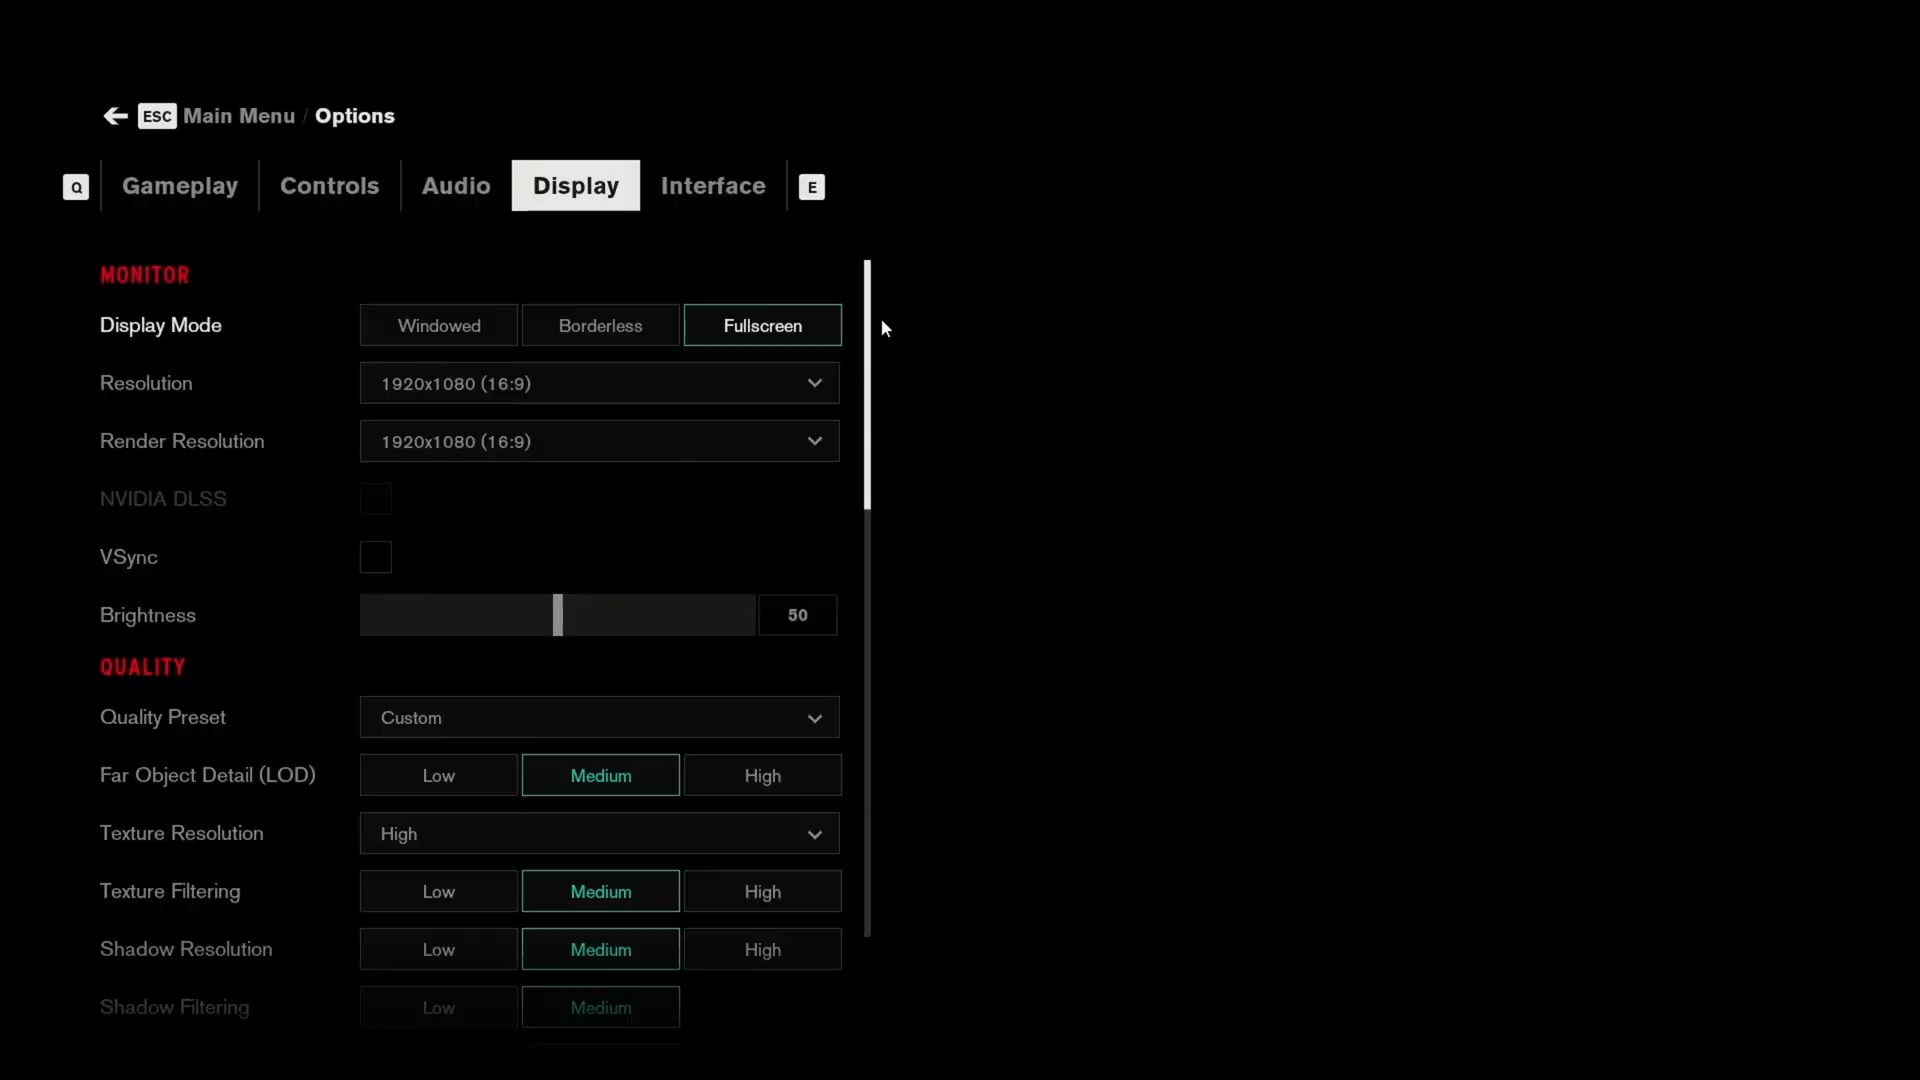 ESC Main Menu / Options
Q Gameplay Controls Audio Display Interface E
MONITOR
Display Mode Windowed Borderless Fullscreen
Resolution 1920x1080 (16:9)
Render Resolution 1920x1080 (16:9)
NVIDIA DLSS
VSync
Brightness 50
QUALITY
Quality Preset Custom
Far Object Detail (LOD) Low Medium High
Texture Resolution High
Texture Filtering Low Medium High
Shadow Resolution Low Medium High
Shadow Filtering Low Medium